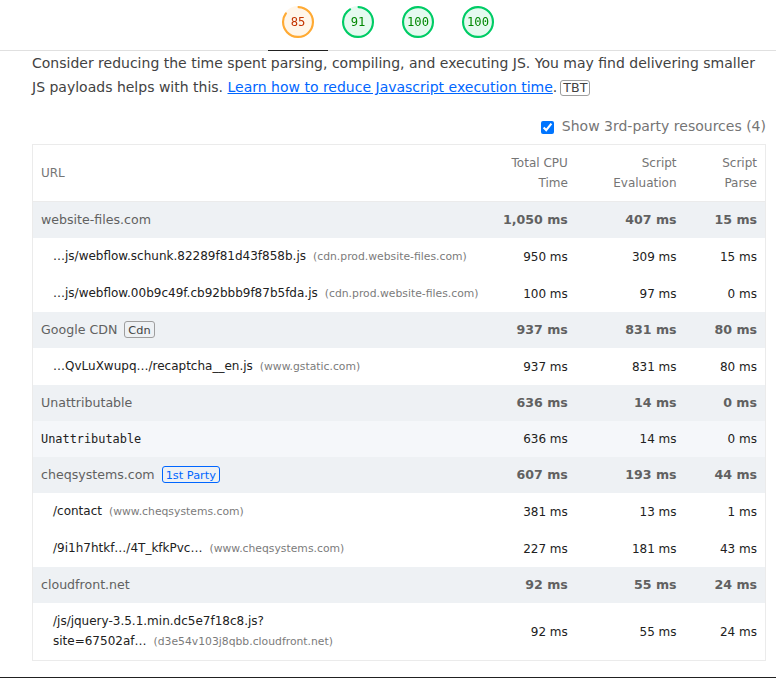 85 91 100 100
Consider reducing the time spent parsing, compiling, and executing JS. You may find delivering smaller
JS payloads helps with this. Learn how to reduce Javascript execution time. TBT
Show 3rd-party resources (4)
URL Total CPU Time Script Evaluation Script Parse
website-files.com 1,050 ms 407 ms 15 ms
…js/webflow.schunk.82289f81d43f858b.js (cdn.prod.website-files.com) 950 ms 309 ms 15 ms
…js/webflow.00b9c49f.cb92bbb9f87b5fda.js (cdn.prod.website-files.com) 100 ms 97 ms 0 ms
Google CDN Cdn 937 ms 831 ms 80 ms
…QvLuXwupq…/recaptcha__en.js (www.gstatic.com) 937 ms 831 ms 80 ms
Unattributable 636 ms 14 ms 0 ms
Unattributable 636 ms 14 ms 0 ms
cheqsystems.com 1st Party 607 ms 193 ms 44 ms
/contact (www.cheqsystems.com) 381 ms 13 ms 1 ms
/9i1h7htkf…/4T_kfkPvc… (www.cheqsystems.com) 227 ms 181 ms 43 ms
cloudfront.net 92 ms 55 ms 24 ms
/js/jquery-3.5.1.min.dc5e7f18c8.js?
site=67502af… (d3e54v103j8qbb.cloudfront.net) 92 ms 55 ms 24 ms